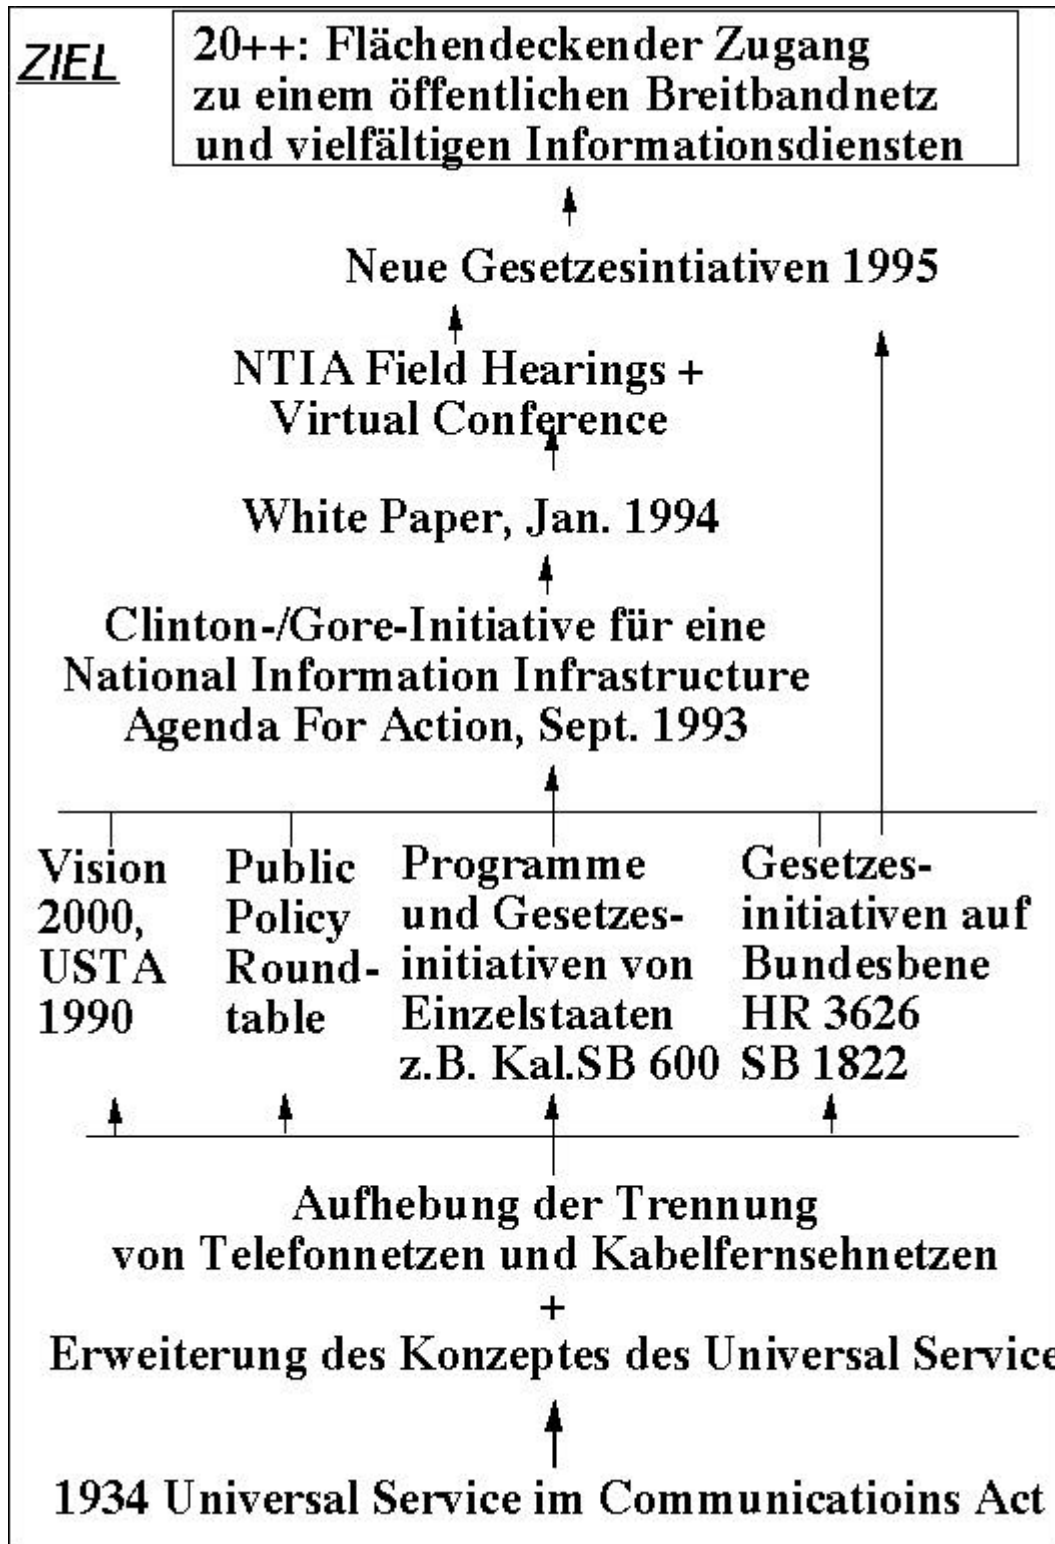 ZIEL
20++: Flächendeckender Zugang
zu einem öffentlichen Breitbandnetz
und vielfältigen Informationsdiensten
Neue Gesetzesintiativen 1995
NTIA Field Hearings +
Virtual Conference
White Paper, Jan. 1994
Clinton-/Gore-Initiative für eine
National Information Infrastructure
Agenda For Action, Sept. 1993
Vision
2000,
USTA
1990
Public
Policy
Round-
table
Programme
und Gesetzes-
initiativen von
Einzelstaaten
z.B. Kal.SB 600
Gesetzes-
initiativen auf
Bundesbene
HR 3626
SB 1822
Aufhebung der Trennung
von Telefonnetzen und Kabelfernsehnetzen
+
Erweiterung des Konzeptes des Universal Service
1934 Universal Service im Communicatioins Act